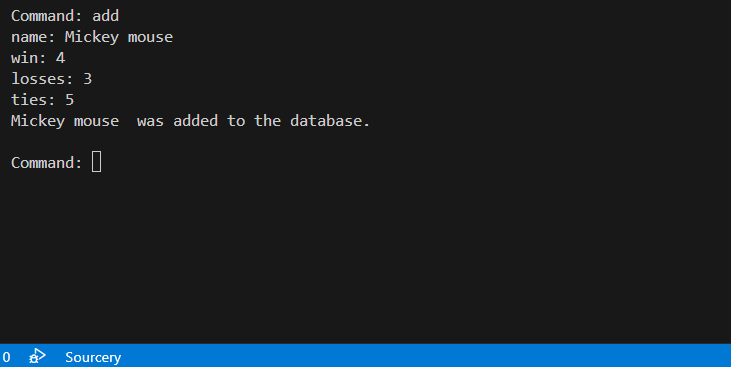 Command: add
name: Mickey mouse
win: 4
losses: 3
ties: 5
Mickey mouse  was added to the database.
Command:
0 Sourcery